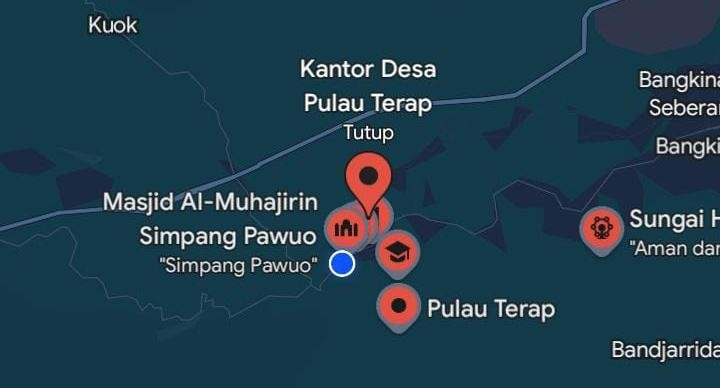 Kuok
Kantor Desa
Pulau Terap
Tutup
Bangkina
Seberan
Bangki
Masjid Al-Muhajirin
Simpang Pawuo
"Simpang Pawuo"
Sungai H
"Aman dan
Pulau Terap
Bandjarrida